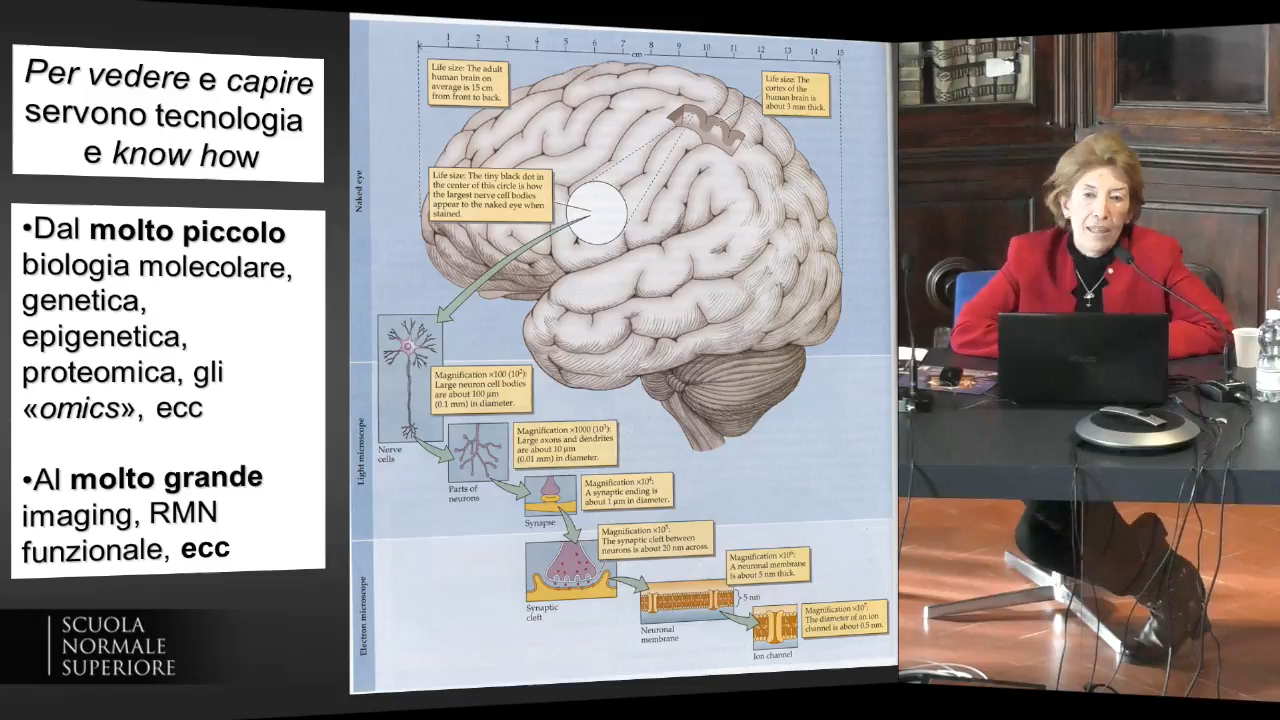 Per vedere e capire
servono tecnologia
e know how
•Dal molto piccolo
biologia molecolare,
genetica,
epigenetica,
proteomica, gli
«omics», ecc
•Al molto grande
imaging, RMN
funzionale, ecc
SCUOLA
NORMALE
SUPERIORE
1 2 3 4 5 6 7 8 9 10 11 12 13 14 15
cm
Life size: The adult
human brain on
average is 15 cm
from front to back.
Life size: The
cortex of the
human brain is
about 3 mm thick.
Naked eye
Life size: The tiny black dot in
the center of this circle is how
the largest nerve cell bodies
appear to the naked eye when
stained.
Light microscope
Magnification ×100 (10²):
Large neuron cell bodies
are about 100 µm
(0.1 mm) in diameter.
Nerve
cells
Magnification ×1000 (10³):
Large axons and dendrites
are about 10 µm
(0.01 mm) in diameter.
Parts of
neurons
Magnification ×10⁴:
A synaptic ending is
about 1 µm in diameter.
Synapse
Electron microscope
Magnification ×10⁵:
The synaptic cleft between
neurons is about 20 nm across.
Synaptic
cleft
Magnification ×10⁶:
A neuronal membrane
is about 5 nm thick.
5 nm
Neuronal
membrane
Magnification ×10⁷:
The diameter of an ion
channel is about 0.5 nm.
Ion channel